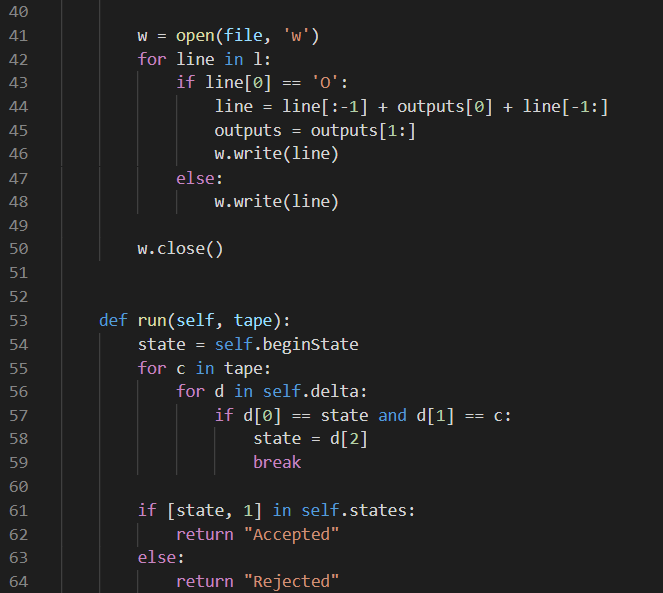 40
41 w = open(file, 'w')
42 for line in l:
43 if line[0] == 'O':
44 line = line[:-1] + outputs[0] + line[-1:]
45 outputs = outputs[1:]
46 w.write(line)
47 else:
48 w.write(line)
49
50 w.close()
51
52
53 def run(self, tape):
54 state = self.beginState
55 for c in tape:
56 for d in self.delta:
57 if d[0] == state and d[1] == c:
58 state = d[2]
59 break
60
61 if [state, 1] in self.states:
62 return "Accepted"
63 else:
64 return "Rejected"